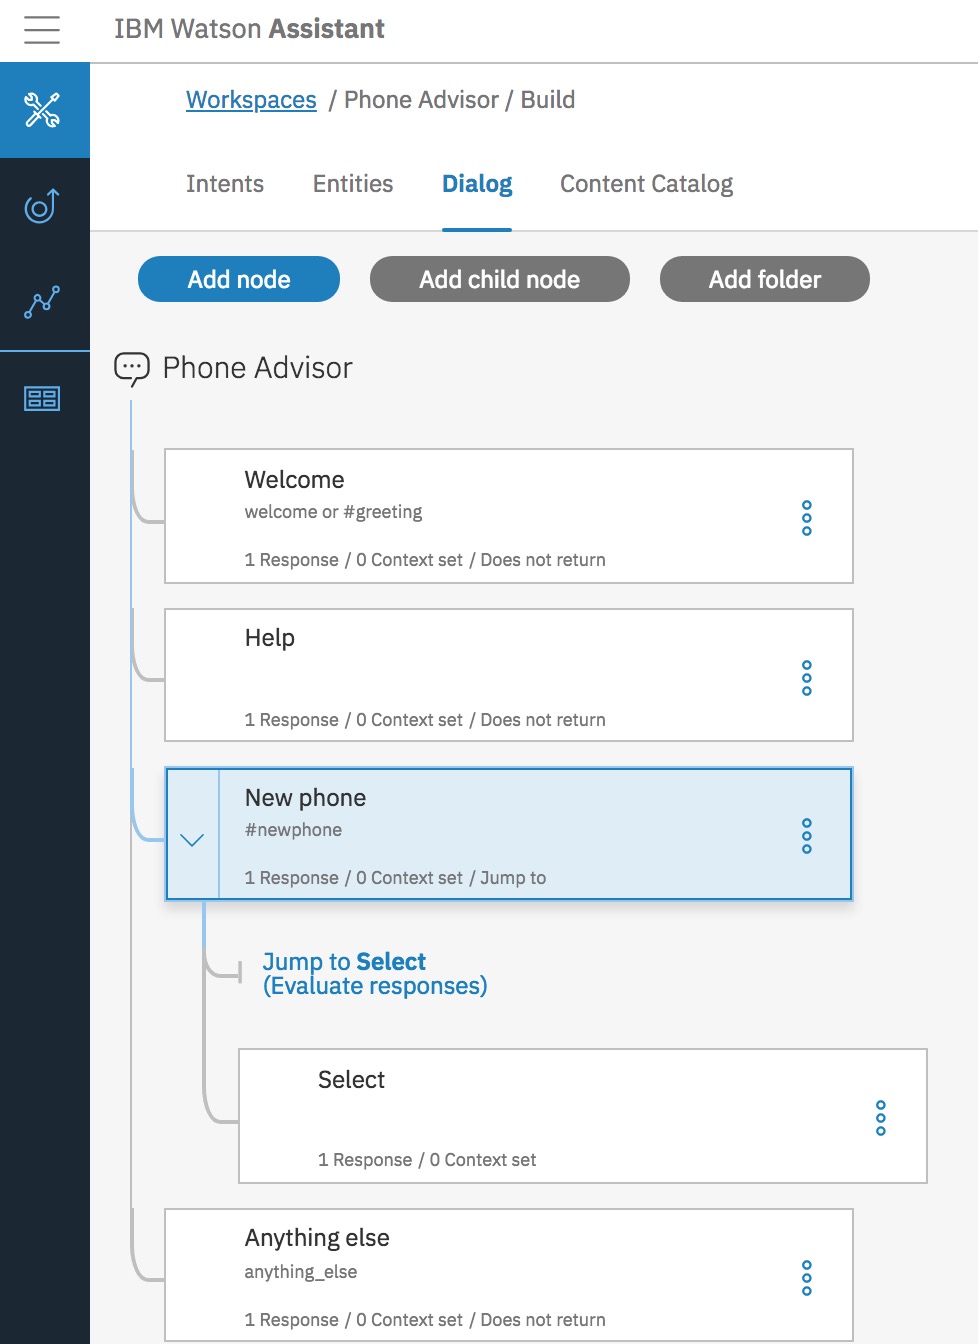 IBM Watson Assistant
Workspaces / Phone Advisor / Build
Intents Entities Dialog Content Catalog
Add node Add child node Add folder
Phone Advisor
Welcome
welcome or #greeting
1 Response / 0 Context set / Does not return
Help
1 Response / 0 Context set / Does not return
New phone
#newphone
1 Response / 0 Context set / Jump to
Jump to Select
(Evaluate responses)
Select
1 Response / 0 Context set
Anything else
anything_else
1 Response / 0 Context set / Does not return